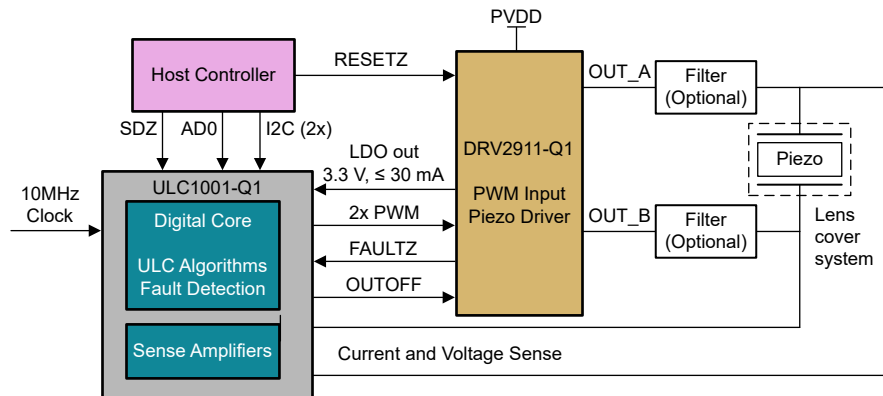 PVDD
Host Controller
RESETZ
OUT_A
Filter
(Optional)
SDZ
AD0
I2C (2x)
LDO out
3.3 V, ≤ 30 mA
DRV2911-Q1
PWM Input
Piezo Driver
Piezo
10MHz
Clock
ULC1001-Q1
Digital Core
ULC Algorithms
Fault Detection
2x PWM
FAULTZ
OUTOFF
OUT_B
Filter
(Optional)
Lens
cover
system
Sense Amplifiers
Current and Voltage Sense